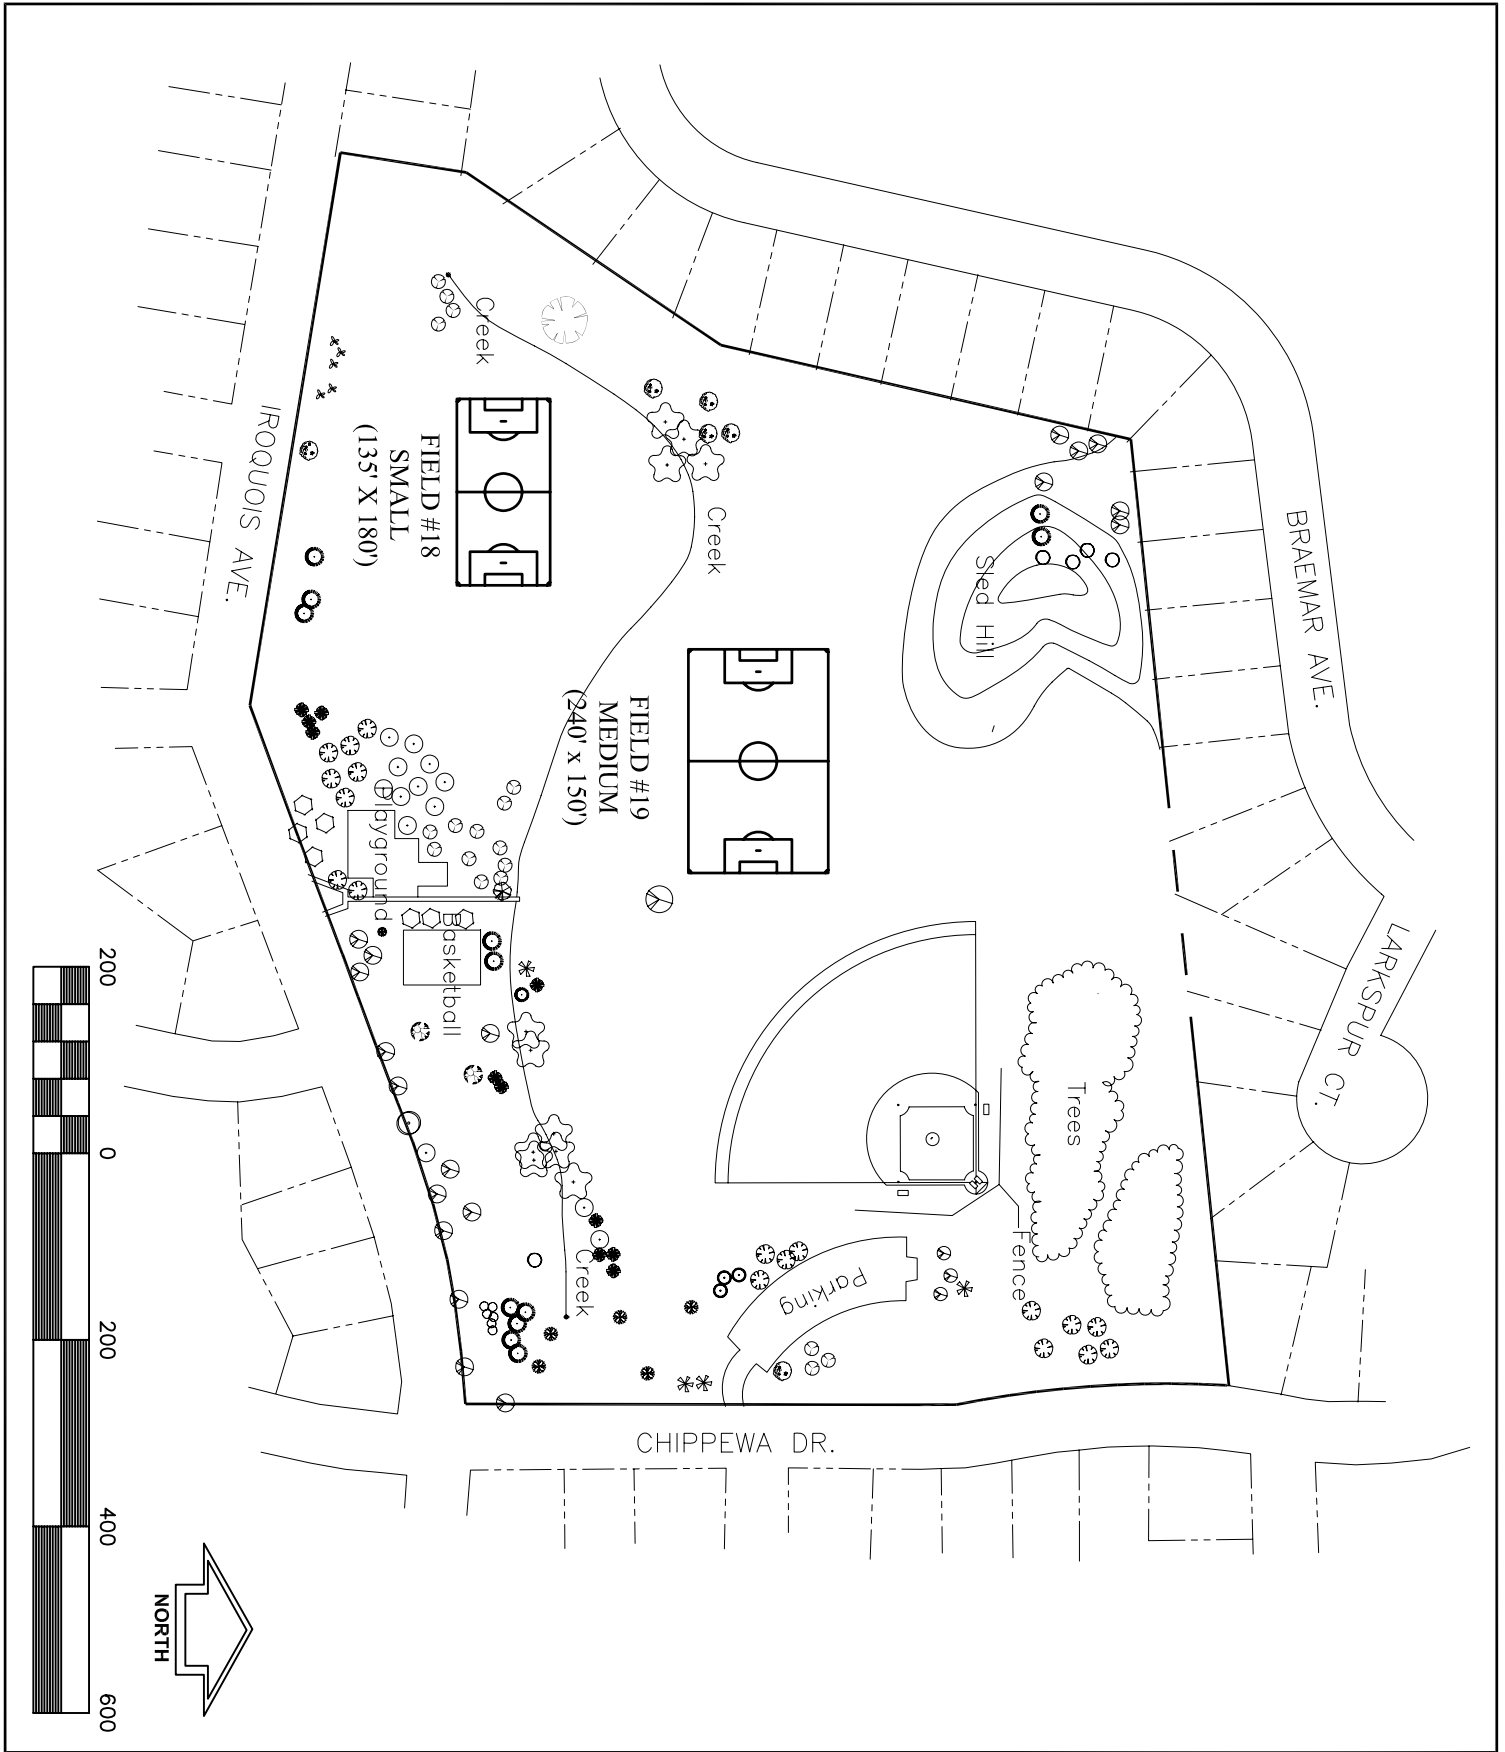 BRAEMAR AVE.
LARKSPUR CT.
Sled Hill
Trees
Fence
Creek
Creek
FIELD #19
MEDIUM
(240' x 150')
Parking
Creek
FIELD #18
SMALL
(135' X 180')
Playground
Basketball
IROQUOIS AVE.
CHIPPEWA DR.
NORTH
200 0 200 400 600